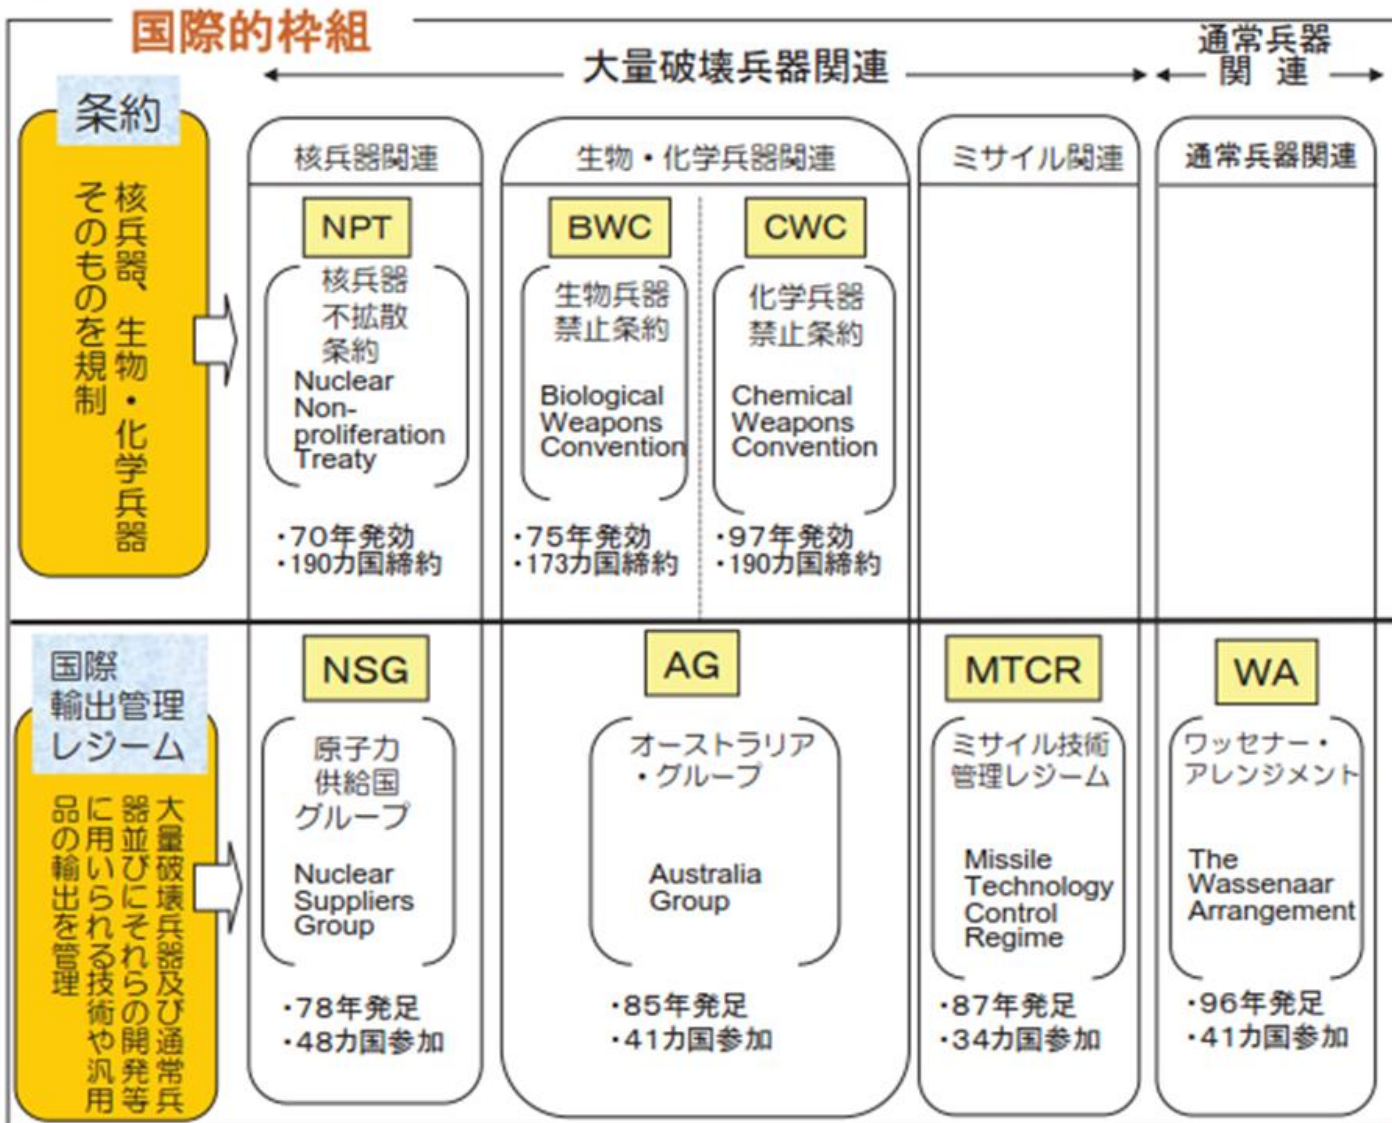 国際的枠組
大量破壊兵器関連
通常兵器
関 連
条約
核兵器、生物・化学兵器
そのものを規制
核兵器関連
生物・化学兵器関連
ミサイル関連
通常兵器関連
NPT
核兵器
不拡散
条約
Nuclear
Non-
proliferation
Treaty
・70年発効
・190カ国締約
BWC
生物兵器
禁止条約
Biological
Weapons
Convention
・75年発効
・173カ国締約
CWC
化学兵器
禁止条約
Chemical
Weapons
Convention
・97年発効
・190カ国締約
国際
輸出管理
レジーム
大量破壊兵器及び通常兵
器並びにそれらの開発等
に用いられる技術や汎用
品の輸出を管理
NSG
原子力
供給国
グループ
Nuclear
Suppliers
Group
・78年発足
・48カ国参加
AG
オーストラリア
・グループ
Australia
Group
・85年発足
・41カ国参加
MTCR
ミサイル技術
管理レジーム
Missile
Technology
Control
Regime
・87年発足
・34カ国参加
WA
ワッセナー・
アレンジメント
The
Wassenaar
Arrangement
・96年発足
・41カ国参加